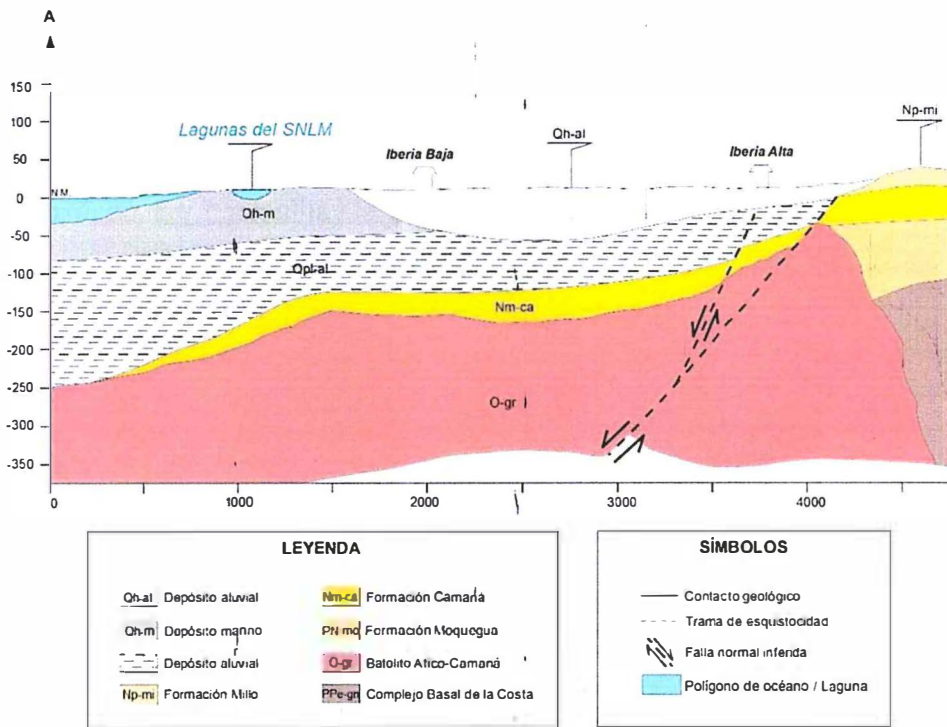 A
150
100
50
0
-50
-100
-150
-200
-250
-300
-350
N.M.
Lagunas del SNLM
Iberia Baja
Qh-al
Iberia Alta
Np-mi
Qh-m
Qpl-al
Nm-ca
O-gr
0
1000
2000
3000
4000
LEYENDA
Qh-al Depósito aluvial
Qh-m Depósito marino
Depósito aluvial
Np-mi Formación Millo
Nm-ca Formación Camaná
PN-mo Formación Moquegua
O-gr Batolito Atico-Camaná
PPe-gn Complejo Basal de la Costa
SÍMBOLOS
Contacto geológico
Trama de esquistocidad
Falla normal inferida
Polígono de océano / Laguna